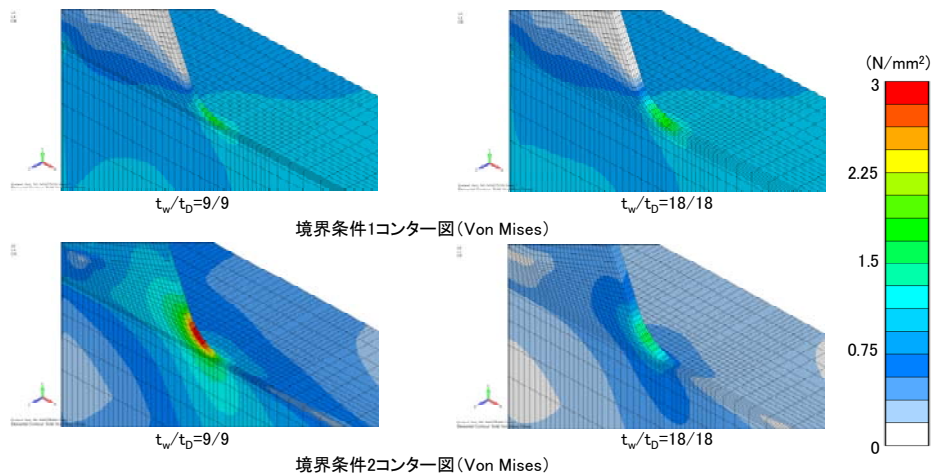 (N/mm²)
3
2.25
1.5
0.75
0
t_w/t_D=9/9
t_w/t_D=18/18
境界条件1コンター図(Von Mises)
t_w/t_D=9/9
t_w/t_D=18/18
境界条件2コンター図(Von Mises)